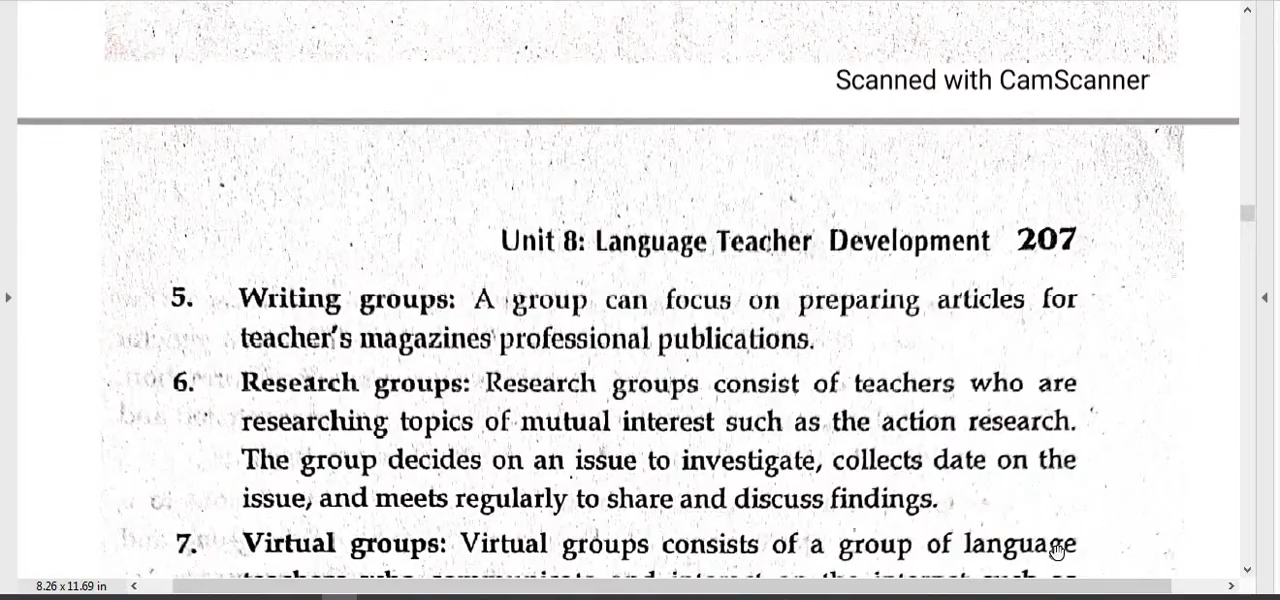 Scanned with CamScanner
Unit 8: Language Teacher Development 207
5. Writing groups: A group can focus on preparing articles for
teacher's magazines professional publications.
6. Research groups: Research groups consist of teachers who are
researching topics of mutual interest such as the action research.
The group decides on an issue to investigate, collects date on the
issue, and meets regularly to share and discuss findings.
7. Virtual groups: Virtual groups consists of a group of language
8.26 x 11.69 in